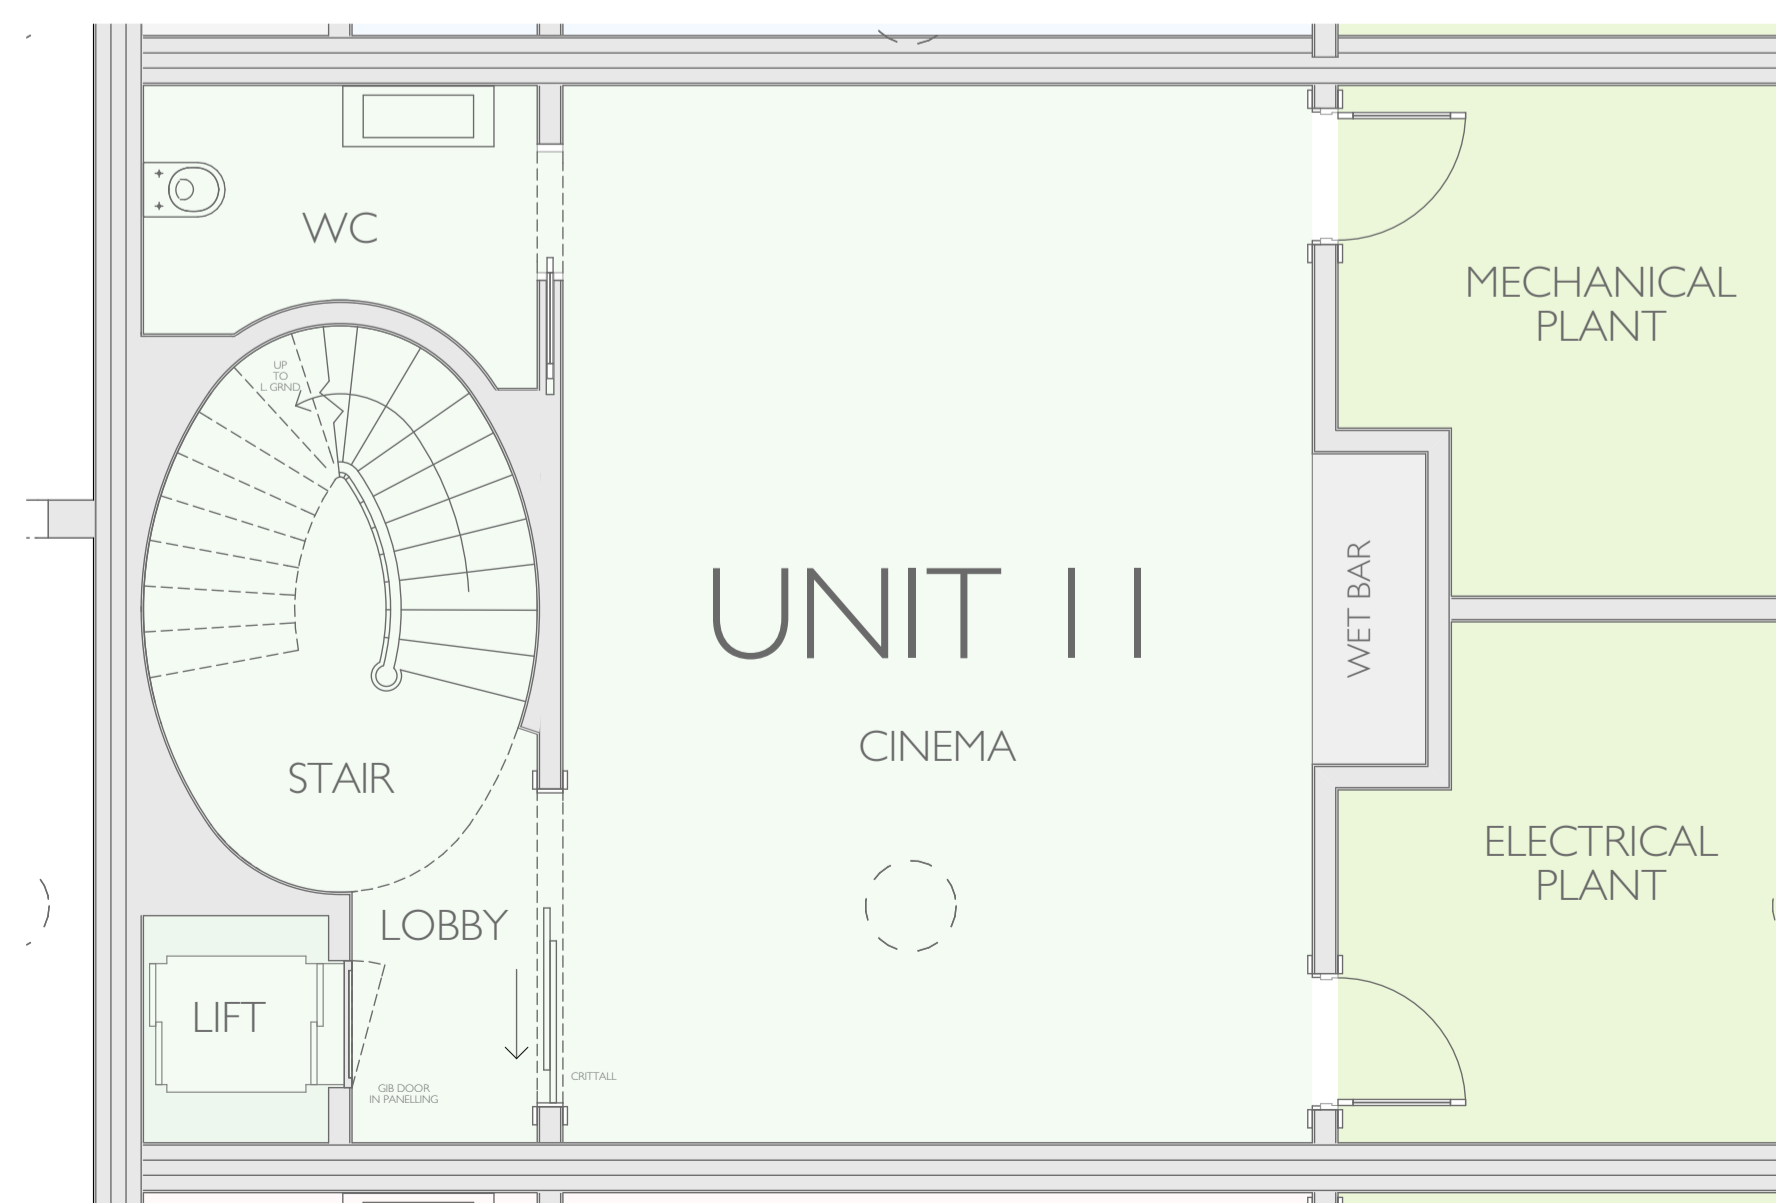 WC
MECHANICAL
PLANT
UP
TO
L. GRND
UNIT 11
WET BAR
CINEMA
STAIR
ELECTRICAL
PLANT
LOBBY
LIFT
CRITTALL
GIB DOOR
IN PANELLING